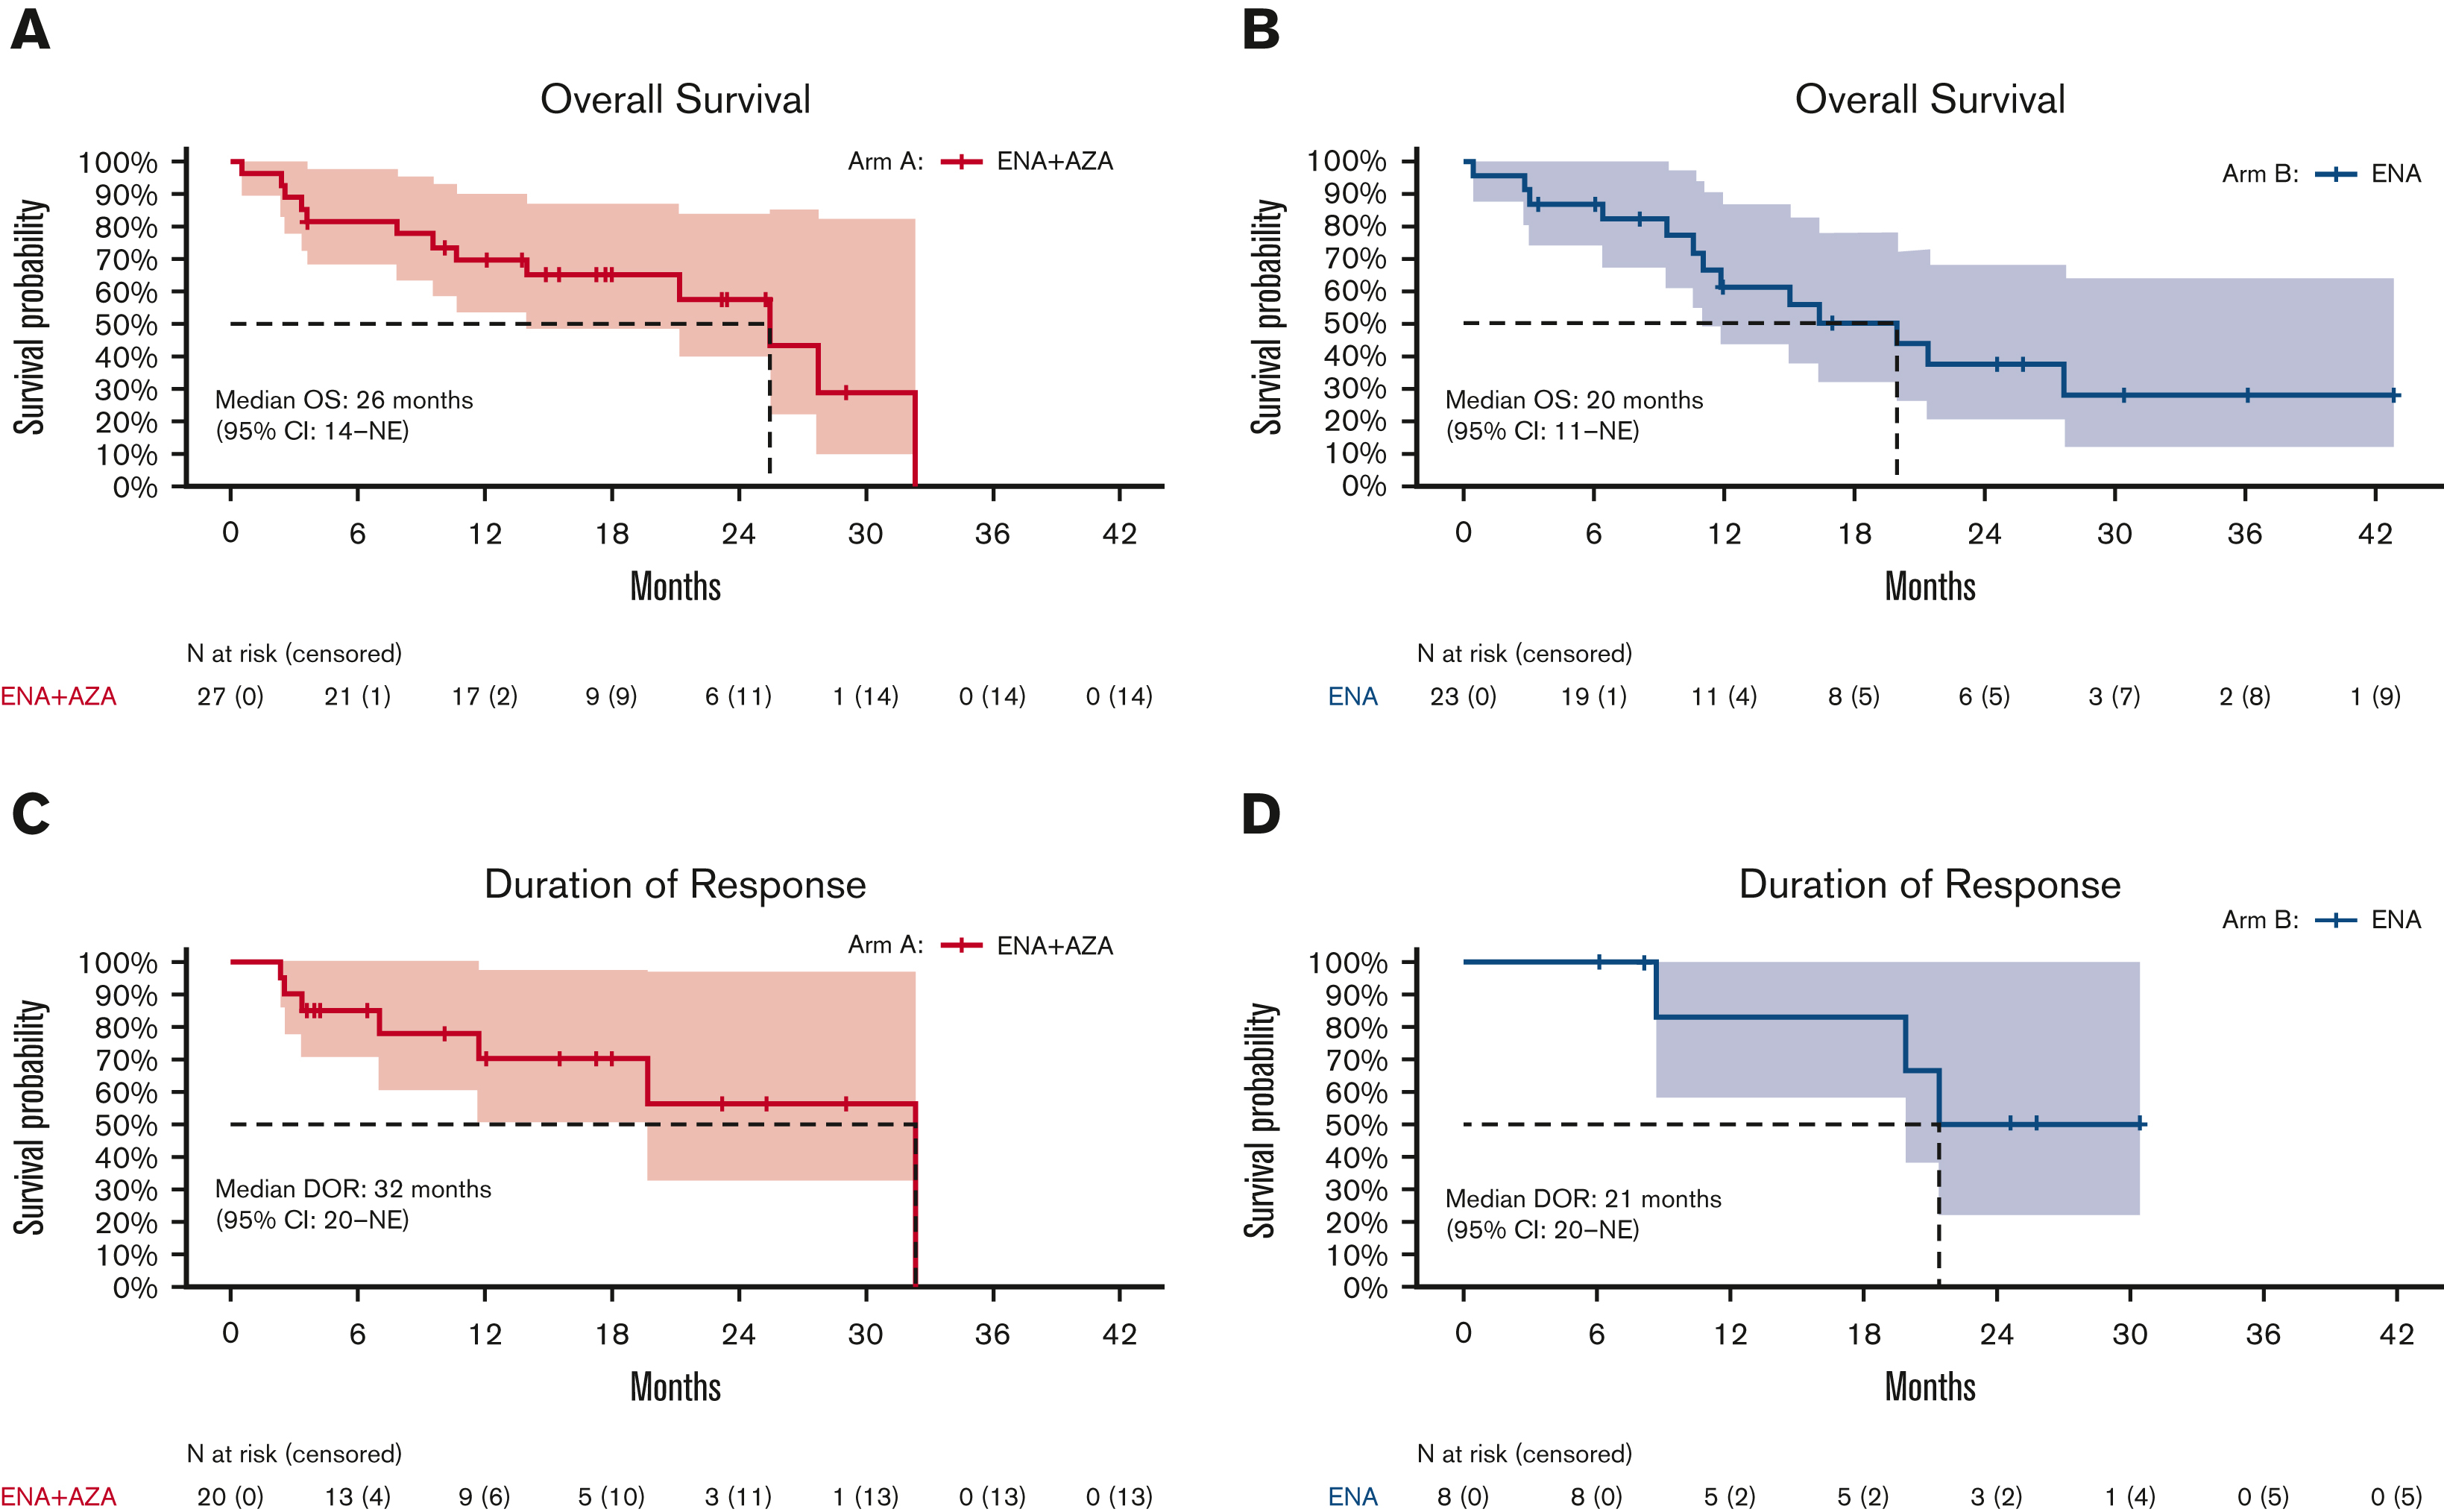 A
Overall Survival
Arm A: ENA+AZA
Survival probability
100%
90%
80%
70%
60%
50%
40%
30%
20%
10%
0%
Median OS: 26 months
(95% CI: 14–NE)
0 6 12 18 24 30 36 42
Months
N at risk (censored)
ENA+AZA 27 (0) 21 (1) 17 (2) 9 (9) 6 (11) 1 (14) 0 (14) 0 (14)
B
Overall Survival
Arm B: ENA
Survival probability
100%
90%
80%
70%
60%
50%
40%
30%
20%
10%
0%
Median OS: 20 months
(95% CI: 11–NE)
0 6 12 18 24 30 36 42
Months
N at risk (censored)
ENA 23 (0) 19 (1) 11 (4) 8 (5) 6 (5) 3 (7) 2 (8) 1 (9)
C
Duration of Response
Arm A: ENA+AZA
Survival probability
100%
90%
80%
70%
60%
50%
40%
30%
20%
10%
0%
Median DOR: 32 months
(95% CI: 20–NE)
0 6 12 18 24 30 36 42
Months
N at risk (censored)
ENA+AZA 20 (0) 13 (4) 9 (6) 5 (10) 3 (11) 1 (13) 0 (13) 0 (13)
D
Duration of Response
Arm B: ENA
Survival probability
100%
90%
80%
70%
60%
50%
40%
30%
20%
10%
0%
Median DOR: 21 months
(95% CI: 20–NE)
0 6 12 18 24 30 36 42
Months
N at risk (censored)
ENA 8 (0) 8 (0) 5 (2) 5 (2) 3 (2) 1 (4) 0 (5) 0 (5)